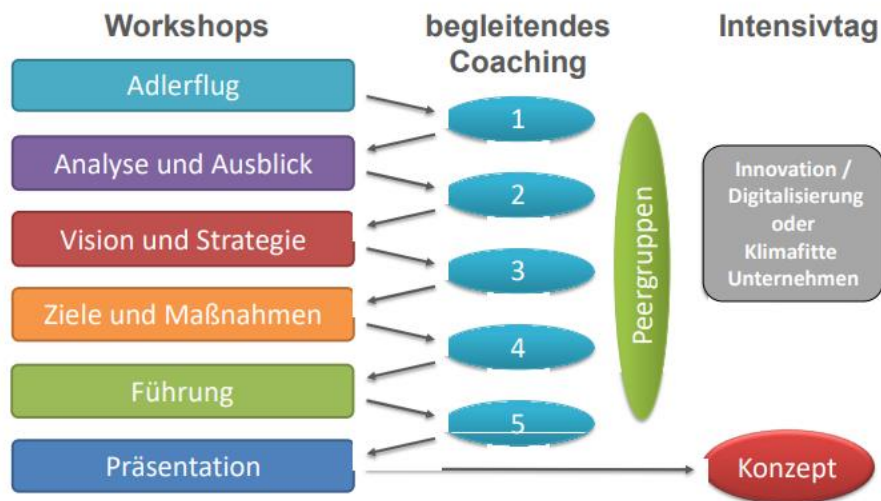 Workshops
begleitendes
Coaching
Intensivtag
Adlerflug
1
Analyse und Ausblick
2
Vision und Strategie
3
Ziele und Maßnahmen
4
Führung
5
Präsentation
Peergruppen
Innovation /
Digitalisierung
oder
Klimafitte
Unternehmen
Konzept